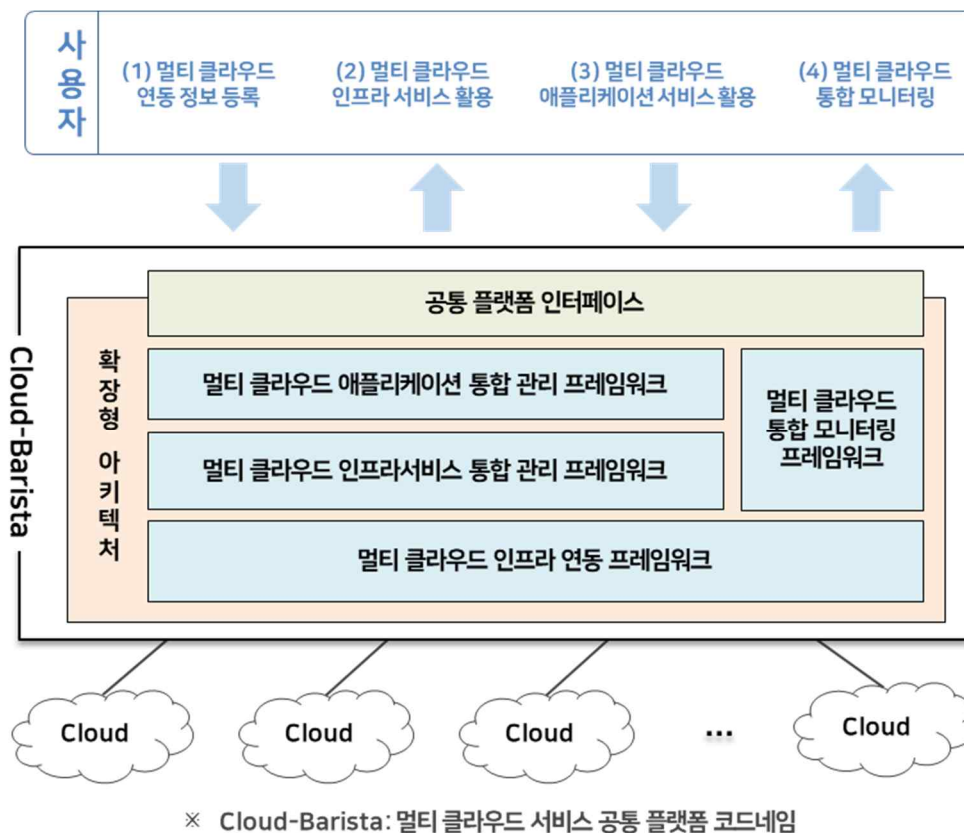 사용자
(1) 멀티 클라우드
연동 정보 등록
(2) 멀티 클라우드
인프라 서비스 활용
(3) 멀티 클라우드
애플리케이션 서비스 활용
(4) 멀티 클라우드
통합 모니터링
Cloud-Barista
확장형 아키텍처
공통 플랫폼 인터페이스
멀티 클라우드 애플리케이션 통합 관리 프레임워크
멀티 클라우드 인프라서비스 통합 관리 프레임워크
멀티 클라우드
통합 모니터링
프레임워크
멀티 클라우드 인프라 연동 프레임워크
Cloud
Cloud
Cloud
...
Cloud
※ Cloud-Barista: 멀티 클라우드 서비스 공통 플랫폼 코드네임